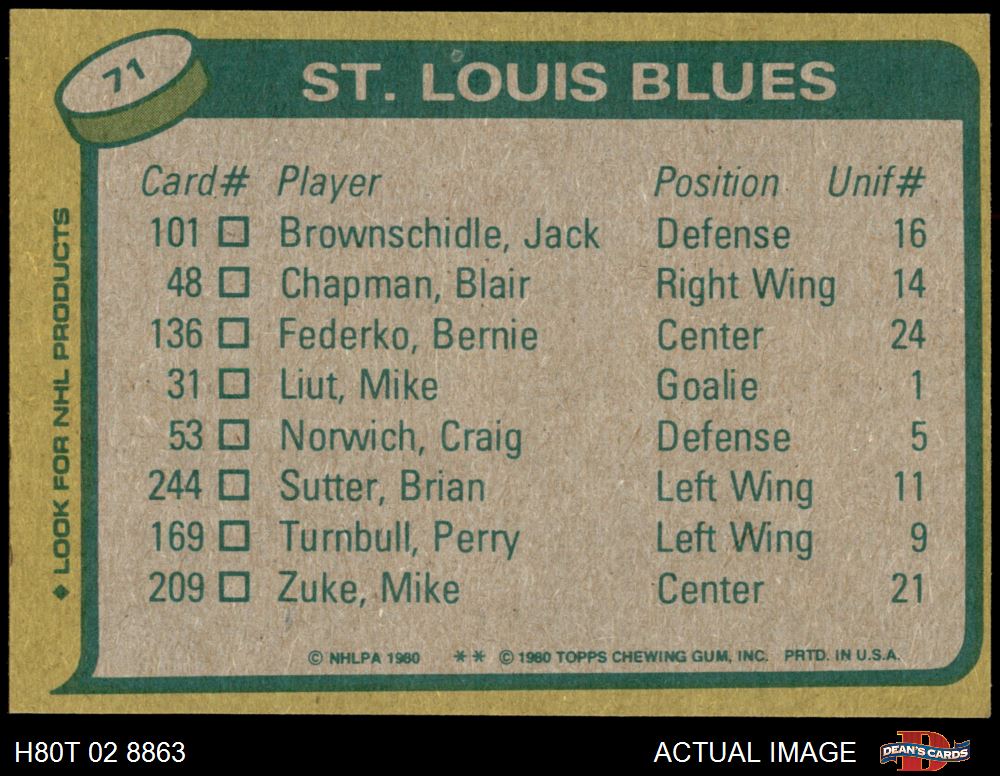 71
ST. LOUIS BLUES
Card# Player Position Unif#
101 Brownschidle, Jack Defense 16
48 Chapman, Blair Right Wing 14
136 Federko, Bernie Center 24
31 Liut, Mike Goalie 1
53 Norwich, Craig Defense 5
244 Sutter, Brian Left Wing 11
169 Turnbull, Perry Left Wing 9
209 Zuke, Mike Center 21
© NHLPA 1980 ** © 1980 TOPPS CHEWING GUM, INC. PRTD. IN U.S.A.
◆ LOOK FOR NHL PRODUCTS
H80T 02 8863 ACTUAL IMAGE DEAN'S CARDS